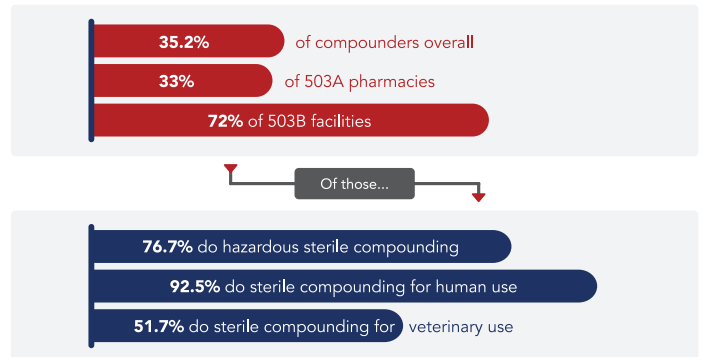 35.2% of compounders overall
33% of 503A pharmacies
72% of 503B facilities
Of those...
76.7% do hazardous sterile compounding
92.5% do sterile compounding for human use
51.7% do sterile compounding for veterinary use